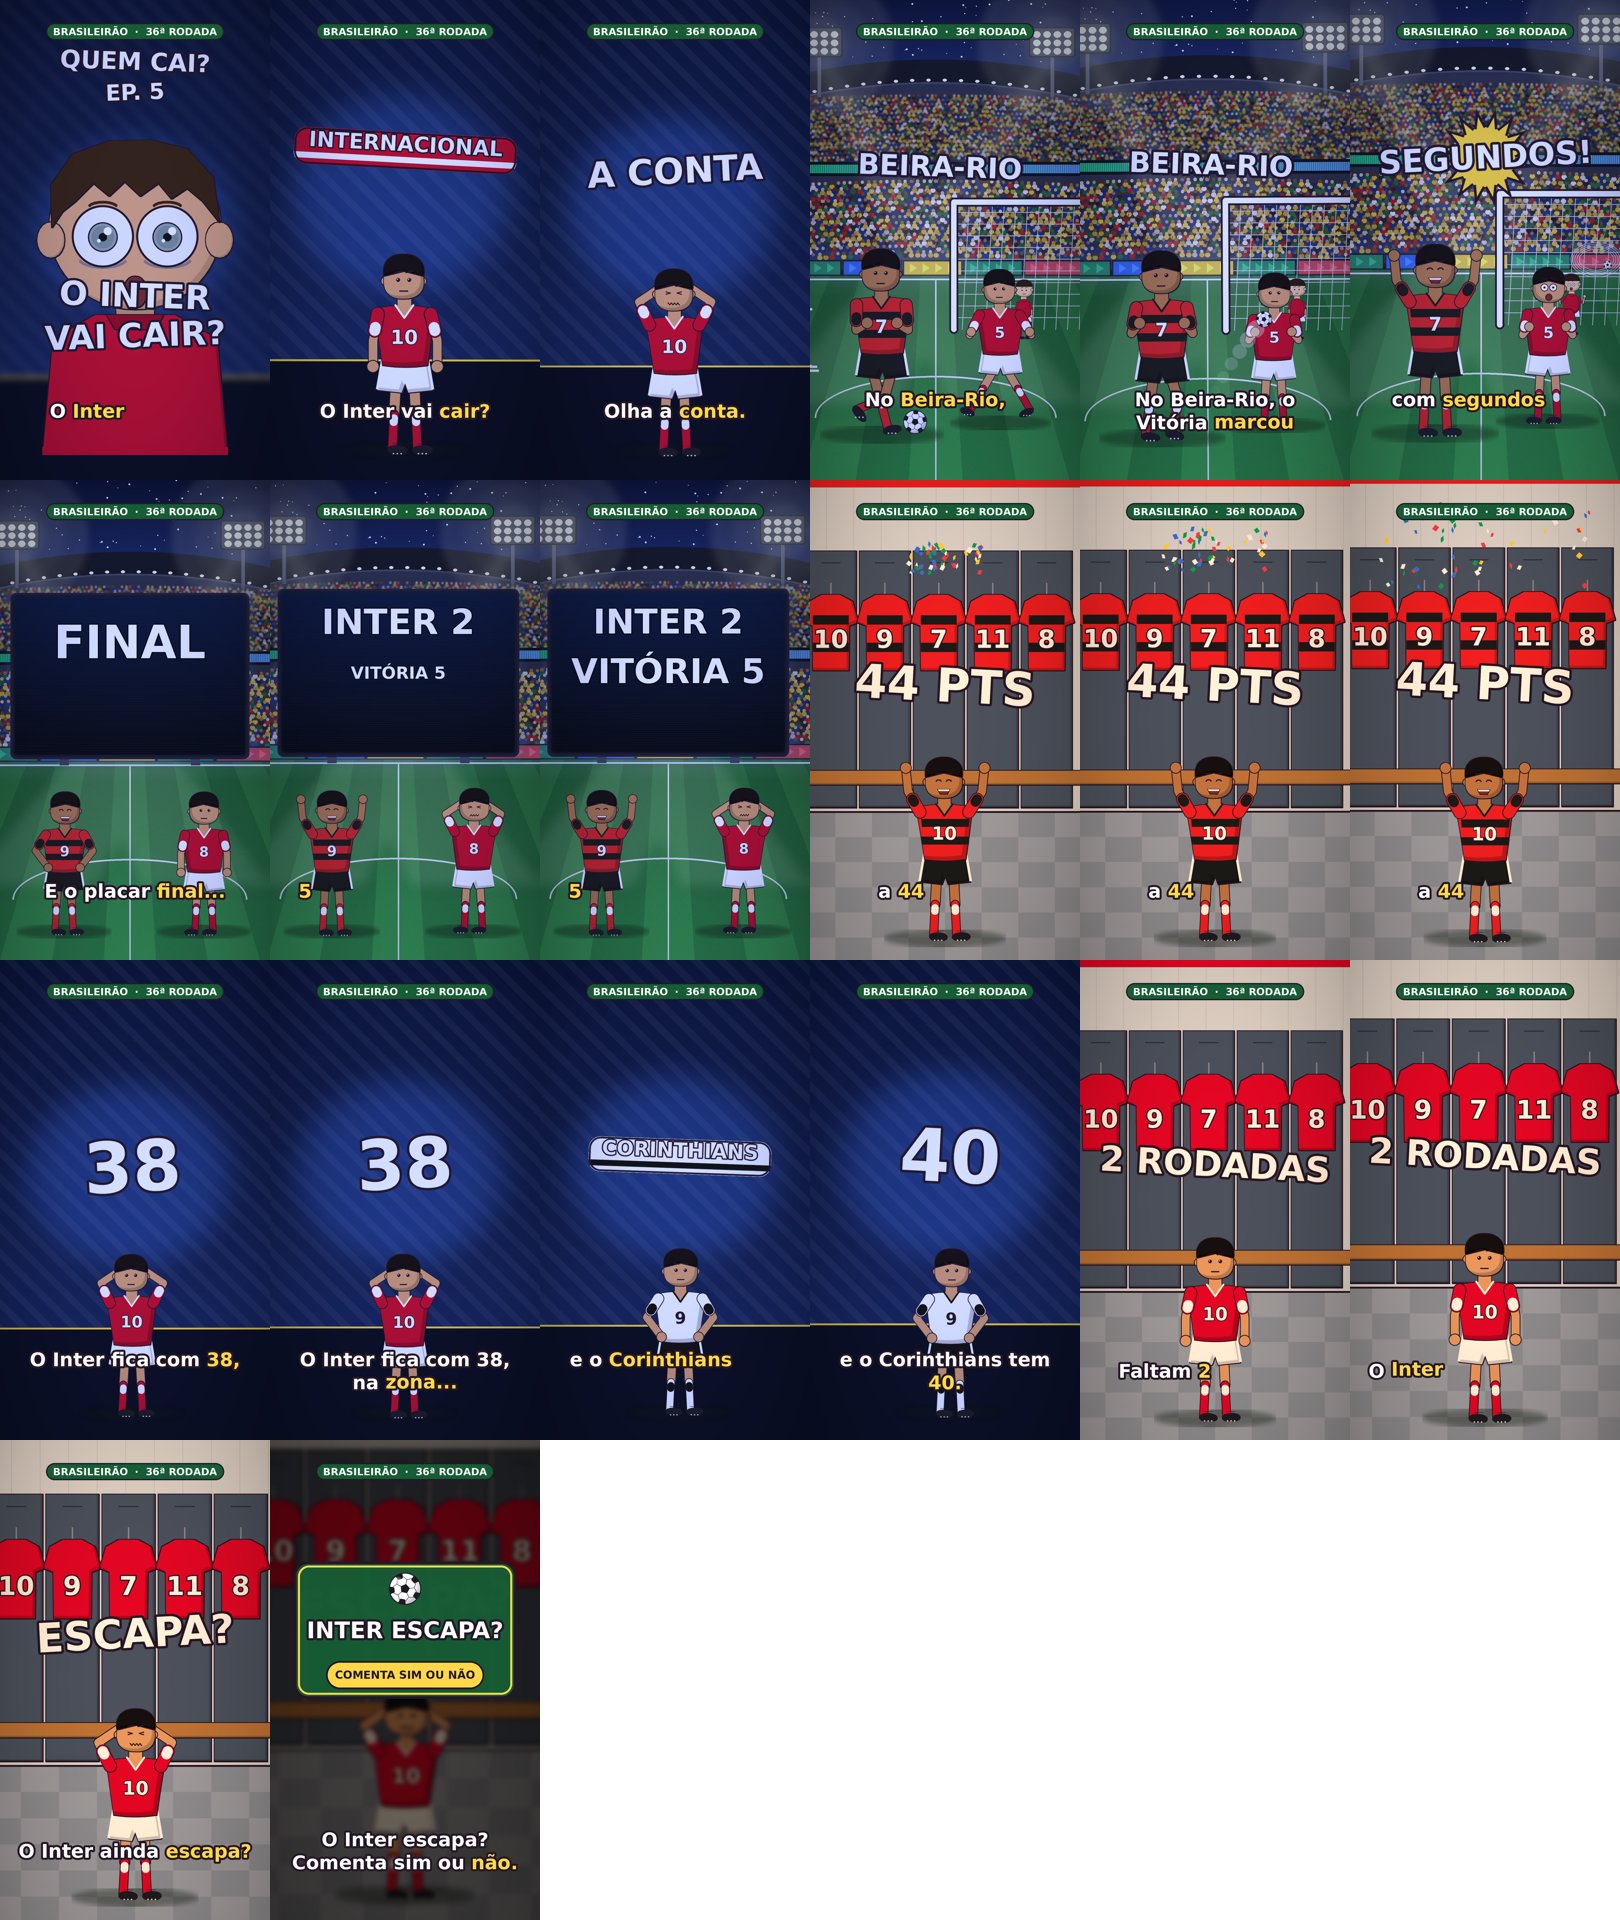 BRASILEIRÃO · 36ª RODADA
QUEM CAI?
EP. 5
O INTER
VAI CAIR?
O Inter
BRASILEIRÃO · 36ª RODADA
INTERNACIONAL
10
O Inter vai cair?
BRASILEIRÃO · 36ª RODADA
A CONTA
10
Olha a conta.
BRASILEIRÃO · 36ª RODADA
BEIRA-RIO
7
5
No Beira-Rio,
BRASILEIRÃO · 36ª RODADA
BEIRA-RIO
7
5
No Beira-Rio, o
Vitória marcou
BRASILEIRÃO · 36ª RODADA
SEGUNDOS!
7
5
com segundos
BRASILEIRÃO · 36ª RODADA
FINAL
9
8
E o placar final...
BRASILEIRÃO · 36ª RODADA
INTER 2
VITÓRIA 5
9
8
5
BRASILEIRÃO · 36ª RODADA
INTER 2
VITÓRIA 5
9
8
5
BRASILEIRÃO · 36ª RODADA
10 9 7 11 8
44 PTS
10
a 44
BRASILEIRÃO · 36ª RODADA
10 9 7 11 8
44 PTS
10
a 44
BRASILEIRÃO · 36ª RODADA
10 9 7 11 8
44 PTS
10
a 44
BRASILEIRÃO · 36ª RODADA
38
10
O Inter fica com 38,
BRASILEIRÃO · 36ª RODADA
38
10
O Inter fica com 38,
na zona...
BRASILEIRÃO · 36ª RODADA
CORINTHIANS
9
e o Corinthians
BRASILEIRÃO · 36ª RODADA
40
9
e o Corinthians tem
40.
BRASILEIRÃO · 36ª RODADA
10 9 7 11 8
2 RODADAS
10
Faltam 2
BRASILEIRÃO · 36ª RODADA
10 9 7 11 8
2 RODADAS
10
O Inter
BRASILEIRÃO · 36ª RODADA
10 9 7 11 8
ESCAPA?
10
O Inter ainda escapa?
BRASILEIRÃO · 36ª RODADA
0 9 7 11 8
INTER ESCAPA?
COMENTA SIM OU NÃO
10
O Inter escapa?
Comenta sim ou não.